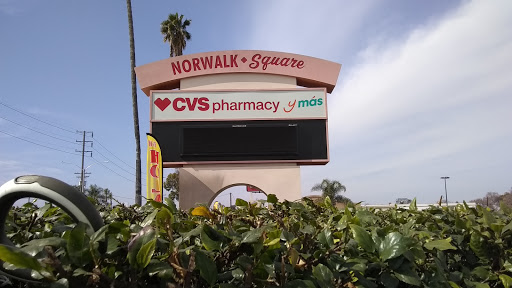 NORWALK Square
CVS pharmacy y más